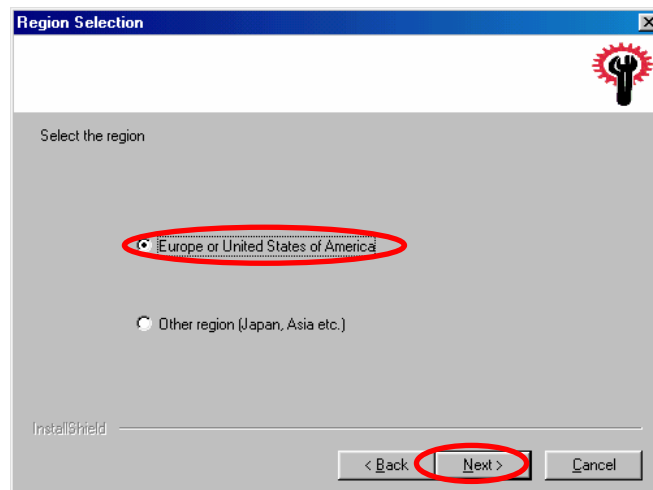 Region Selection
Select the region
Europe or United States of America
Other region (Japan, Asia etc.)
InstallShield
< Back
Next >
Cancel